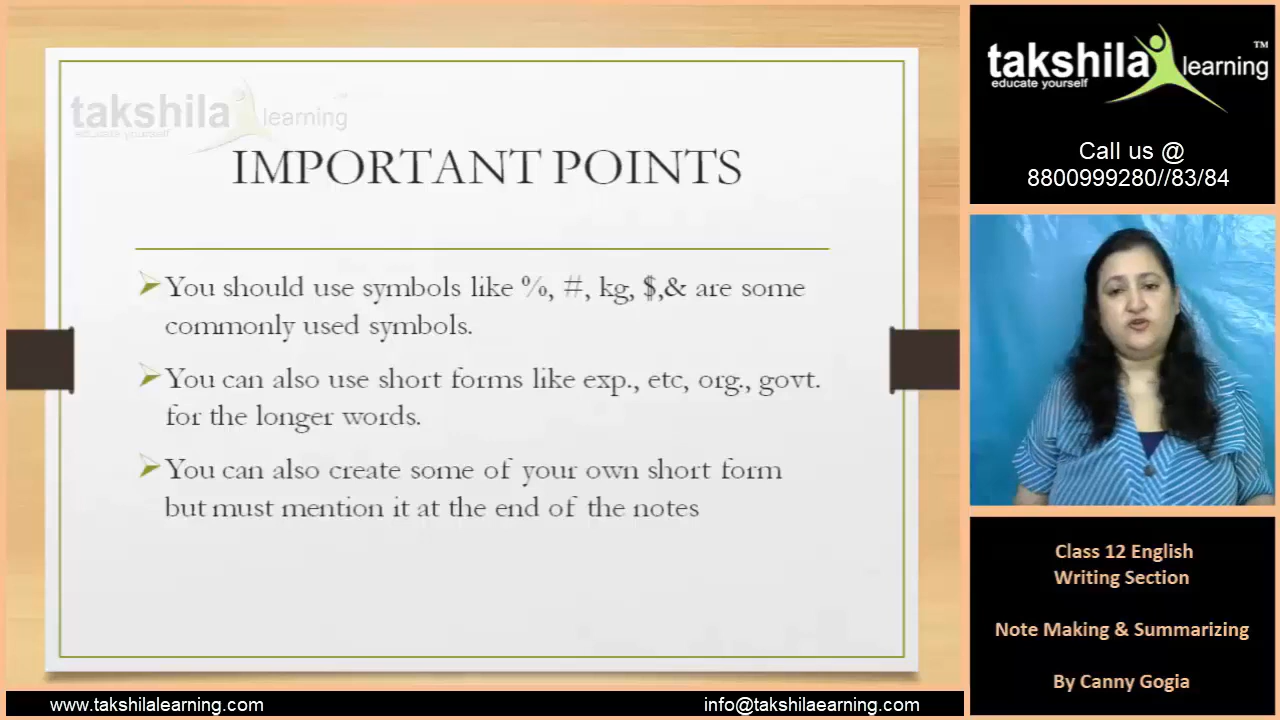 takshila learning
educate yourself
IMPORTANT POINTS
You should use symbols like %, #, kg, $,& are some
commonly used symbols.
You can also use short forms like exp., etc, org., govt.
for the longer words.
You can also create some of your own short form
but must mention it at the end of the notes
www.takshilalearning.com
info@takshilaearning.com
takshila learning TM
educate yourself
Call us @
8800999280//83/84
Class 12 English
Writing Section
Note Making & Summarizing
By Canny Gogia